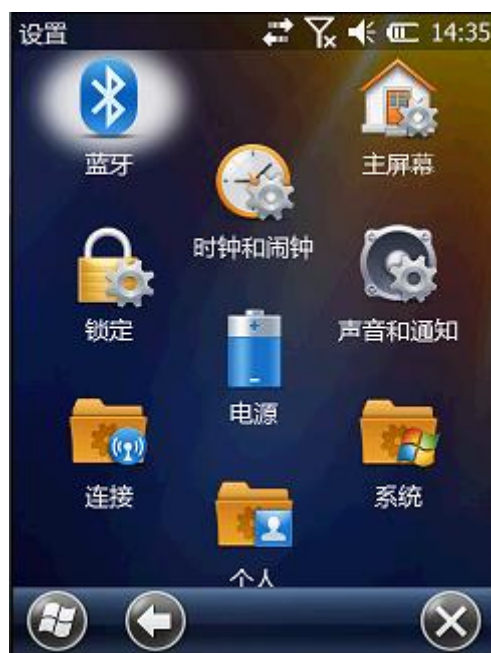 设置 14:35
蓝牙
主屏幕
时钟和闹钟
锁定
声音和通知
电源
连接
系统
个人